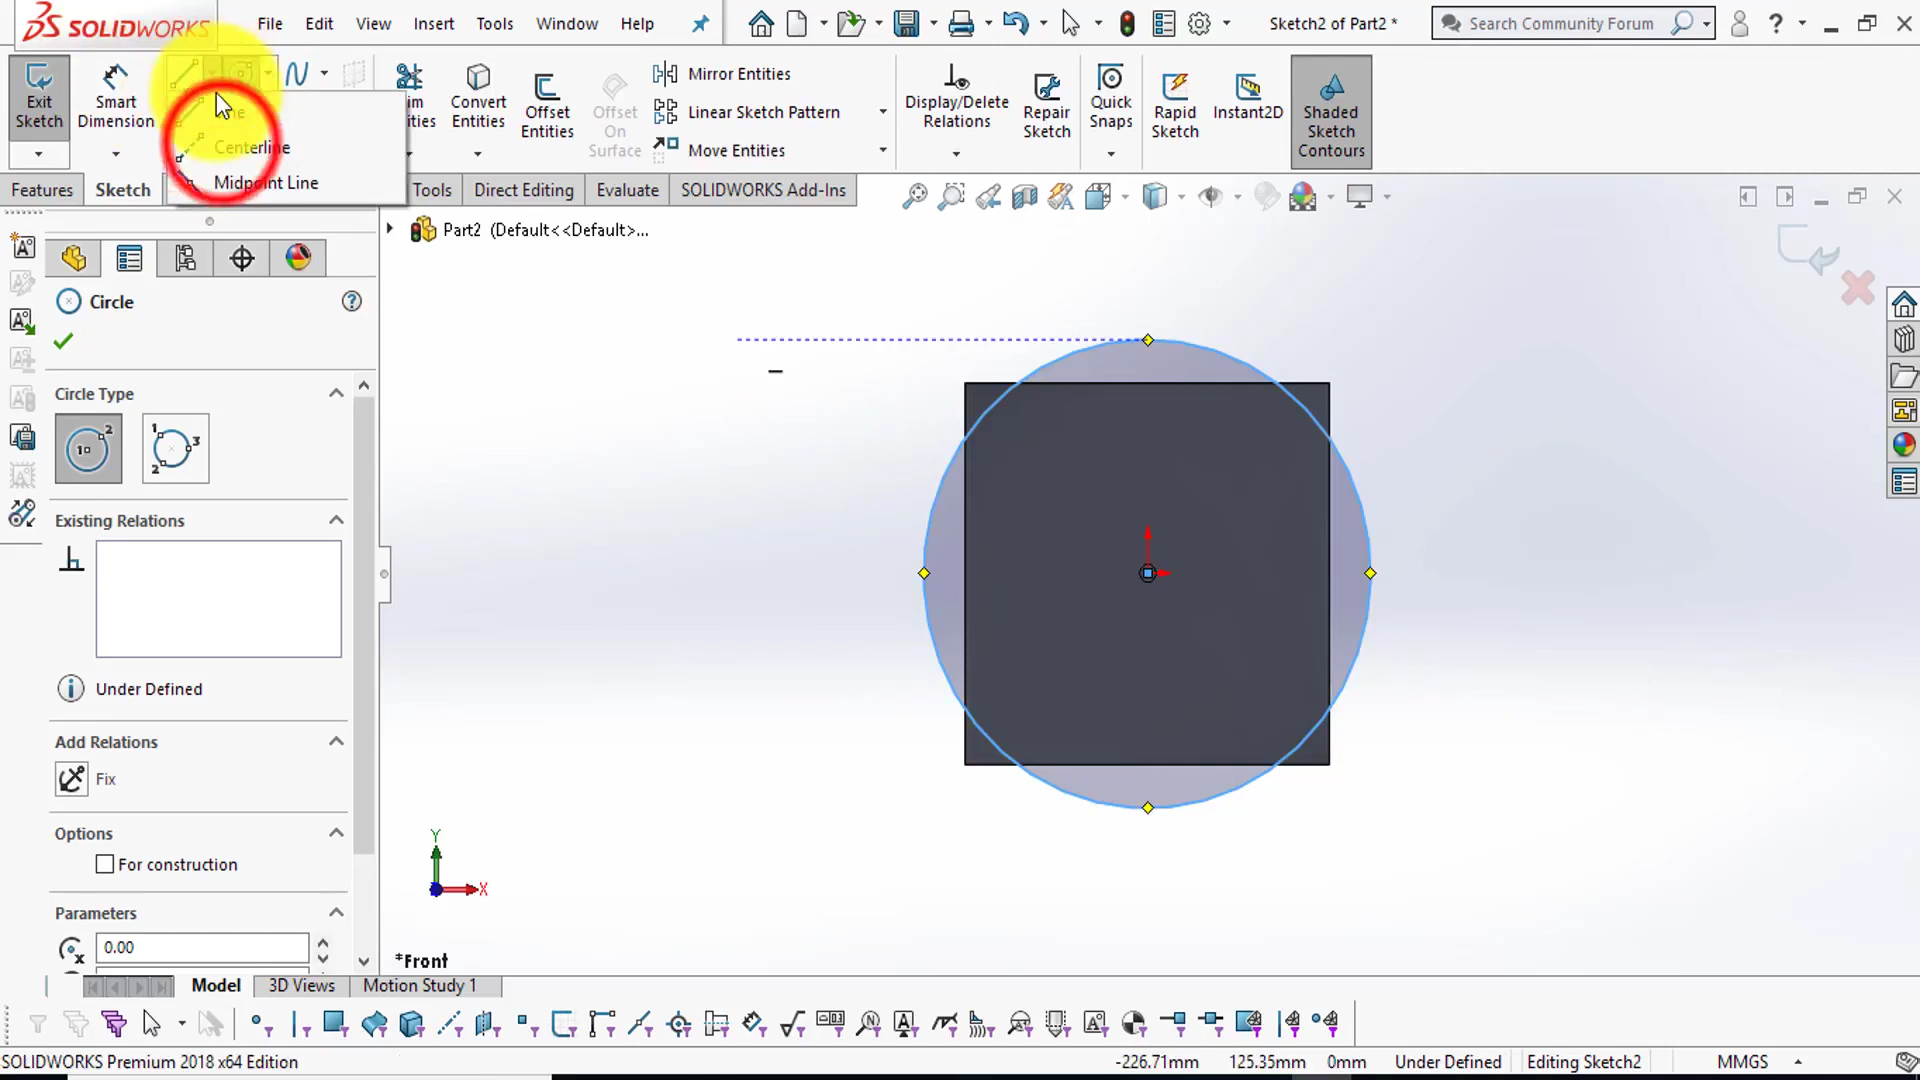 SOLIDWORKS
File Edit View Insert Tools Window Help
Sketch2 of Part2 *
Search Community Forum
Exit Sketch
Smart Dimension
Centerline
Midpoint Line
Convert Entities
Offset Entities
Offset On Surface
Mirror Entities
Linear Sketch Pattern
Move Entities
Display/Delete Relations
Repair Sketch
Quick Snaps
Rapid Sketch
Instant2D
Shaded Sketch Contours
Features Sketch Tools Direct Editing Evaluate SOLIDWORKS Add-Ins
Part2 (Default<<Default>...
Circle
Circle Type
Existing Relations
Under Defined
Add Relations
Fix
Options
For construction
Parameters
0.00
Y
X
*Front
Model 3D Views Motion Study 1
SOLIDWORKS Premium 2018 x64 Edition
-226.71mm 125.35mm 0mm Under Defined Editing Sketch2 MMGS